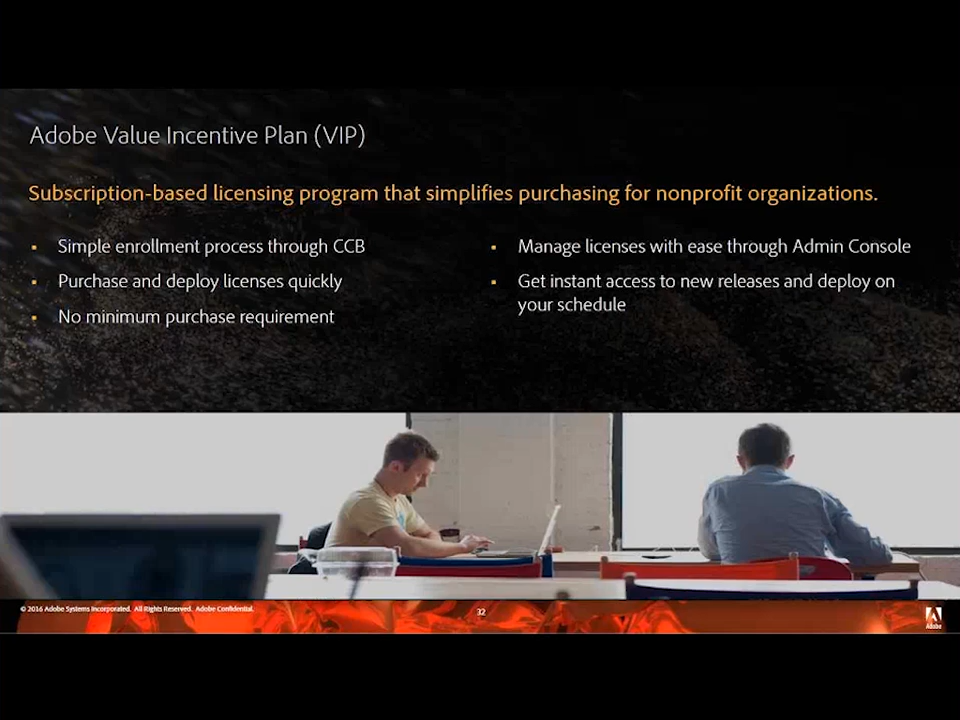 Adobe Value Incentive Plan (VIP)
Subscription-based licensing program that simplifies purchasing for nonprofit organizations.
▪ Simple enrollment process through CCB
▪ Purchase and deploy licenses quickly
▪ No minimum purchase requirement
▪ Manage licenses with ease through Admin Console
▪ Get instant access to new releases and deploy on
your schedule
© 2016 Adobe Systems Incorporated. All Rights Reserved. Adobe Confidential.
32
Adobe